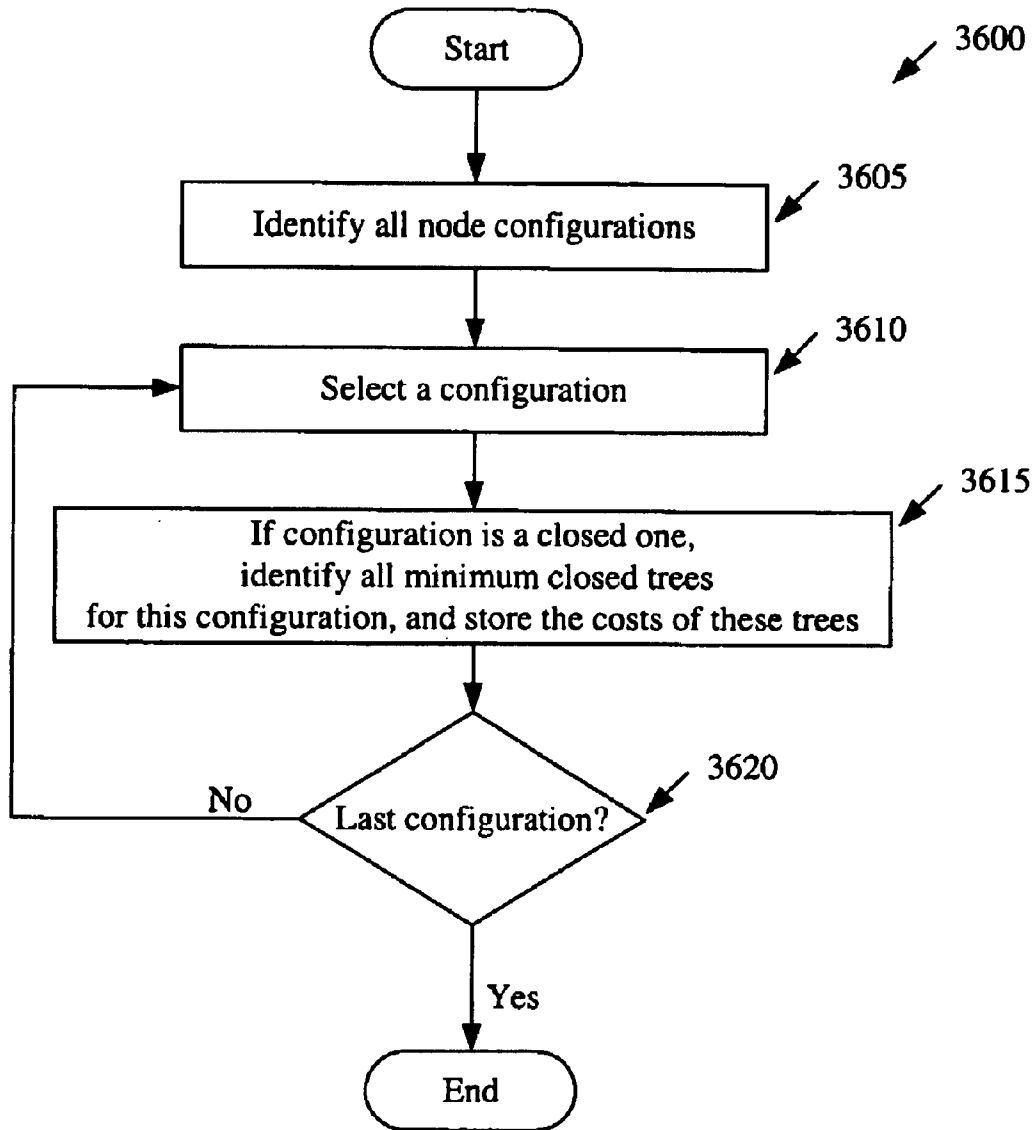 Start
3600
3605
Identify all node configurations
3610
Select a configuration
3615
If configuration is a closed one,
identify all minimum closed trees
for this configuration, and store the costs of these trees
3620
No
Last configuration?
Yes
End